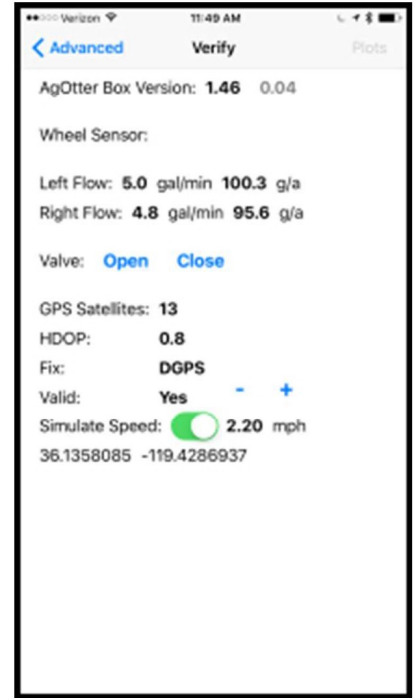 Verizon 11:49 AM
Advanced Verify Plots
AgOtter Box Version: 1.46 0.04
Wheel Sensor:
Left Flow: 5.0 gal/min 100.3 g/a
Right Flow: 4.8 gal/min 95.6 g/a
Valve: Open Close
GPS Satellites: 13
HDOP: 0.8
Fix: DGPS
Valid: Yes - +
Simulate Speed: 2.20 mph
36.1358085 -119.4286937